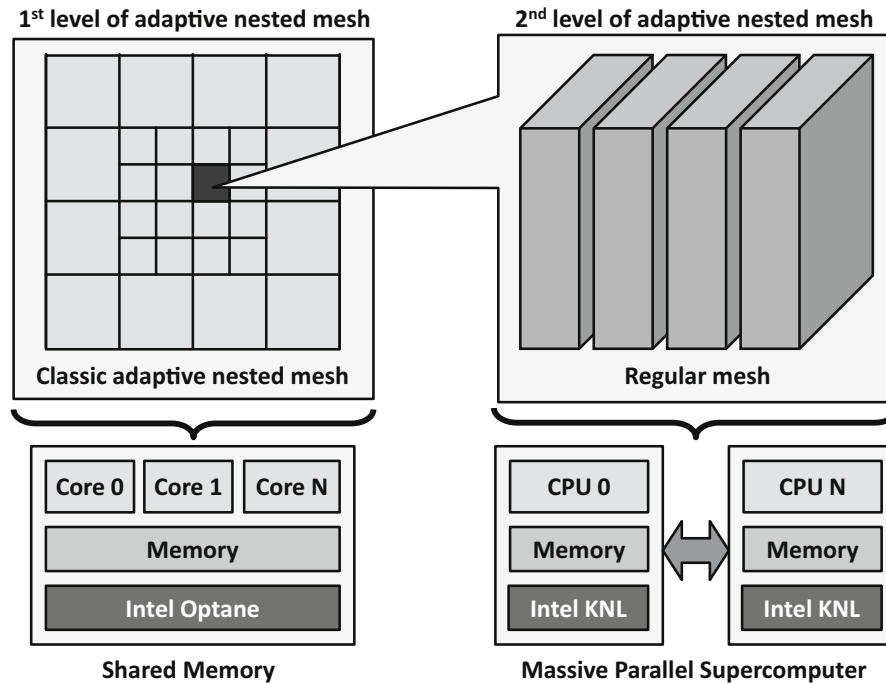 1st level of adaptive nested mesh
2nd level of adaptive nested mesh
Classic adaptive nested mesh
Regular mesh
Core 0
Core 1
Core N
Memory
Intel Optane
Shared Memory
CPU 0
Memory
Intel KNL
CPU N
Memory
Intel KNL
Massive Parallel Supercomputer